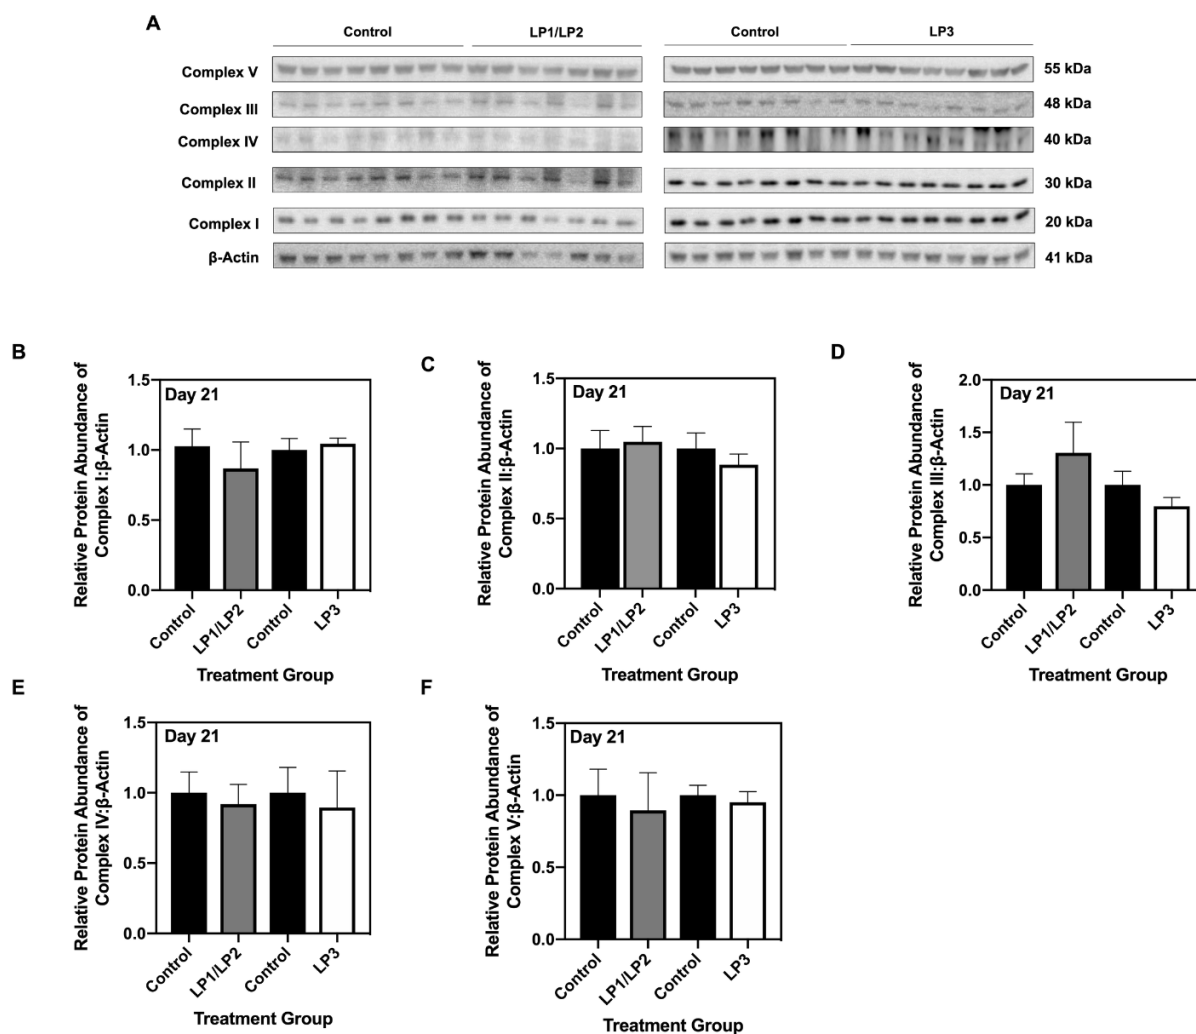 A
Control LP1/LP2 Control LP3
Complex V 55 kDa
Complex III 48 kDa
Complex IV 40 kDa
Complex II 30 kDa
Complex I 20 kDa
β-Actin 41 kDa
B
Relative Protein Abundance of
Complex I:β-Actin
1.5
1.0
0.5
0.0
Day 21
Control LP1/LP2 Control LP3
Treatment Group
C
Relative Protein Abundance of
Complex II:β-Actin
1.5
1.0
0.5
0.0
Day 21
Control LP1/LP2 Control LP3
Treatment Group
D
Relative Protein Abundance of
Complex III:β-Actin
2.0
1.5
1.0
0.5
0.0
Day 21
Control LP1/LP2 Control LP3
Treatment Group
E
Relative Protein Abundance of
Complex IV:β-Actin
1.5
1.0
0.5
0.0
Day 21
Control LP1/LP2 Control LP3
Treatment Group
F
Relative Protein Abundance of
Complex V:β-Actin
1.5
1.0
0.5
0.0
Day 21
Control LP1/LP2 Control LP3
Treatment Group